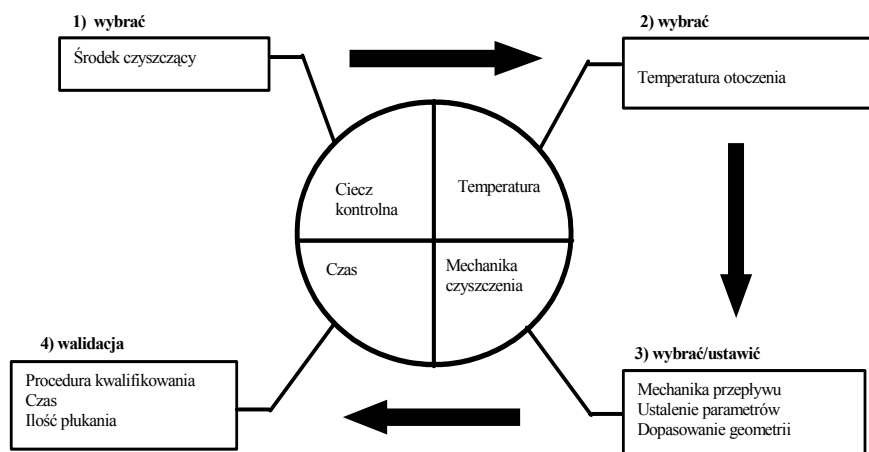 1) wybrać
Środek czyszczący
2) wybrać
Temperatura otoczenia
Ciecz
kontrolna
Temperatura
Czas
Mechanika
czyszczenia
4) walidacja
Procedura kwalifikowania
Czas
Ilość płukania
3) wybrać/ustawić
Mechanika przepływu
Ustalenie parametrów
Dopasowanie geometrii